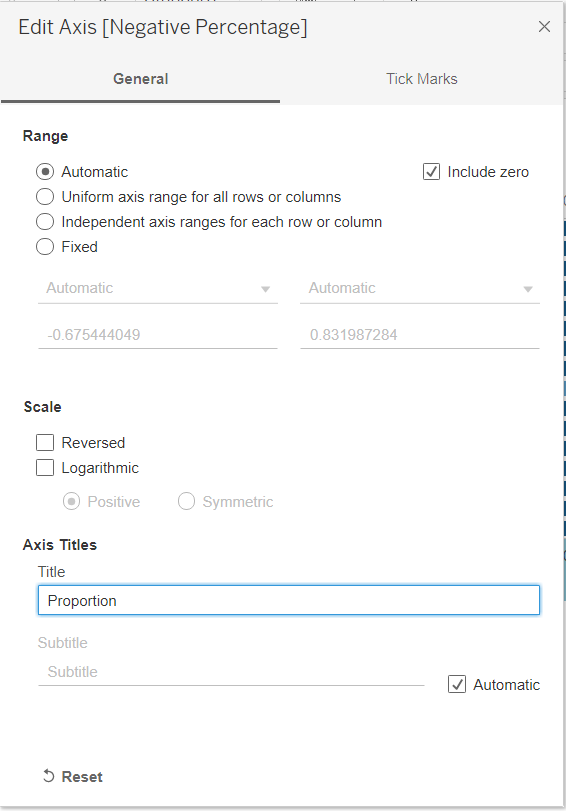 Edit Axis [Negative Percentage]
General Tick Marks
Range
Automatic Include zero
Uniform axis range for all rows or columns
Independent axis ranges for each row or column
Fixed
Automatic Automatic
-0.675444049 0.831987284
Scale
Reversed
Logarithmic
Positive Symmetric
Axis Titles
Title
Proportion
Subtitle
Subtitle
Automatic
Reset